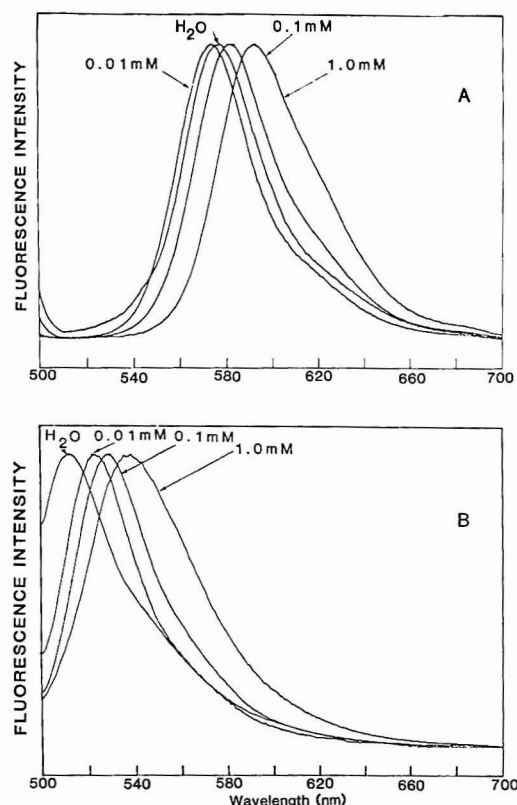 H₂O
0.1mM
0.01mM
1.0mM
A
FLUORESCENCE INTENSITY
500 540 580 620 660 700
H₂O 0.01mM 0.1mM
1.0mM
B
FLUORESCENCE INTENSITY
500 540 580 620 660 700
Wavelength (nm)